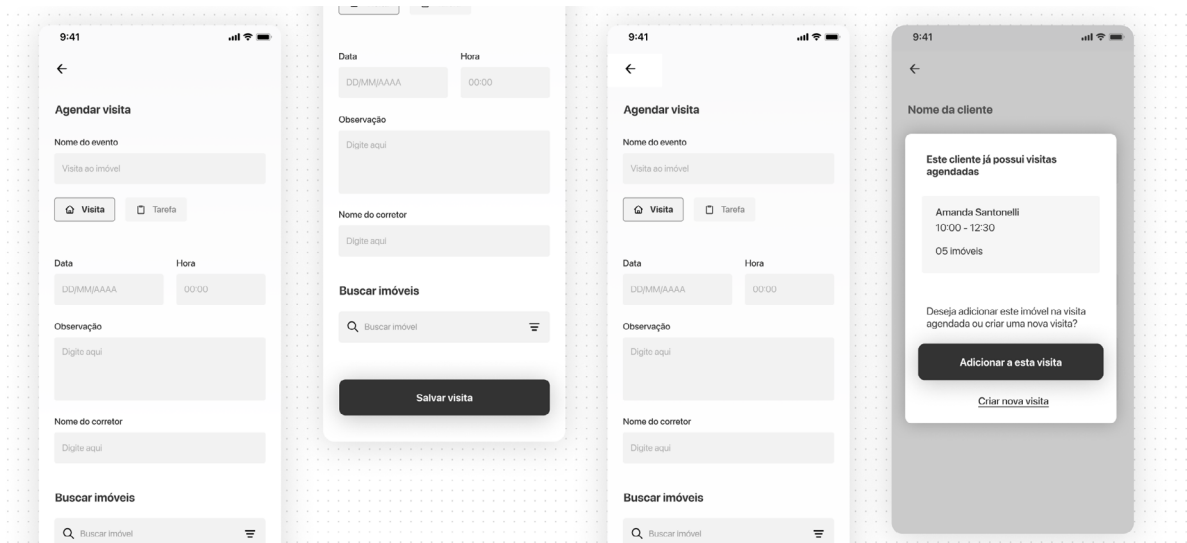 9:41
Agendar visita
Nome do evento
Visita ao imóvel
Visita
Tarefa
Data
Hora
DD/MM/AAAA
00:00
Observação
Digite aqui
Nome do corretor
Digite aqui
Buscar imóveis
Buscar imóvel
Data
Hora
DD/MM/AAAA
00:00
Observação
Digite aqui
Nome do corretor
Digite aqui
Buscar imóveis
Buscar imóvel
Salvar visita
9:41
Agendar visita
Nome do evento
Visita ao imóvel
Visita
Tarefa
Data
Hora
DD/MM/AAAA
00:00
Observação
Digite aqui
Nome do corretor
Digite aqui
Buscar imóveis
Buscar imóvel
9:41
Nome da cliente
Este cliente já possui visitas
agendadas
Amanda Santonelli
10:00 - 12:30
05 imóveis
Deseja adicionar este imóvel na visita
agendada ou criar uma nova visita?
Adicionar a esta visita
Criar nova visita